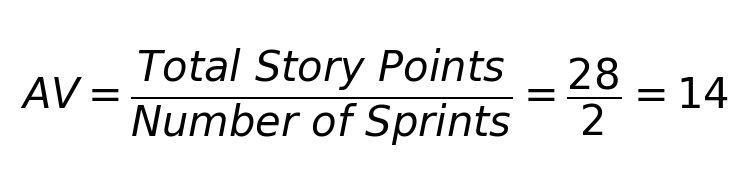 AV = Total Story Points / Number of Sprints = 28 / 2 = 14